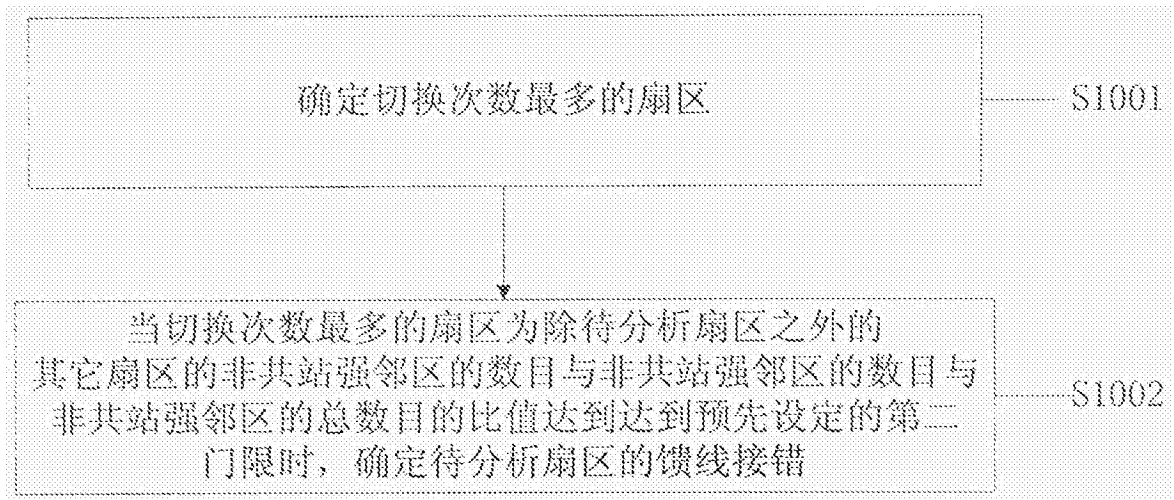 确定切换次数最多的扇区
S1001
当切换次数最多的扇区为除待分析扇区之外的
其它扇区的非共站强邻区的数目与非共站强邻区的数目与
非共站强邻区的总数目的比值达到达到预先设定的第二
门限时，确定待分析扇区的馈线接错
S1002